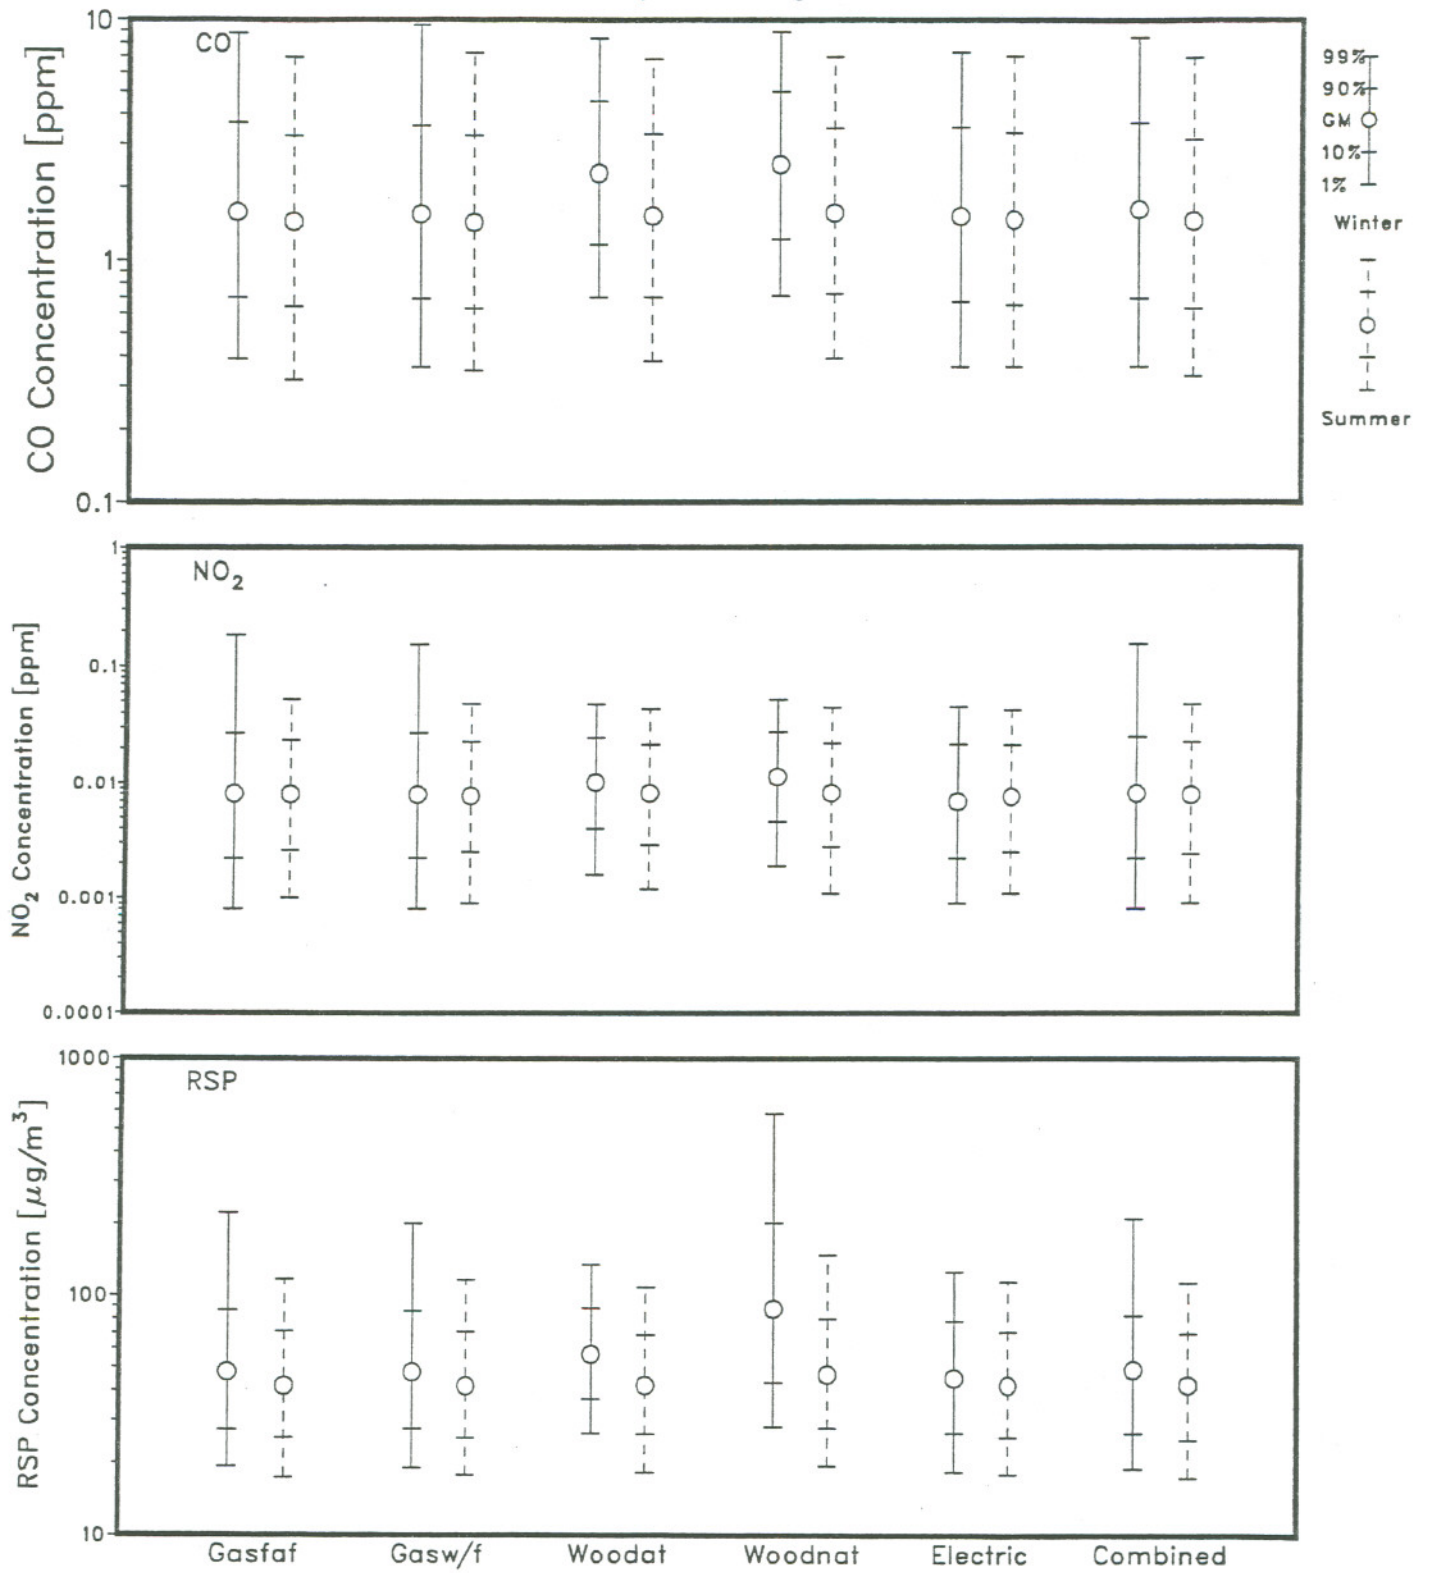 CO Concentration [ppm]
10
1
0.1
CO
99%
90%
GM
10%
1%
Winter
Summer
NO2 Concentration [ppm]
1
0.1
0.01
0.001
0.0001
NO2
RSP Concentration [μg/m3]
1000
100
10
RSP
Gasfaf Gasw/f Woodat Woodnat Electric Combined